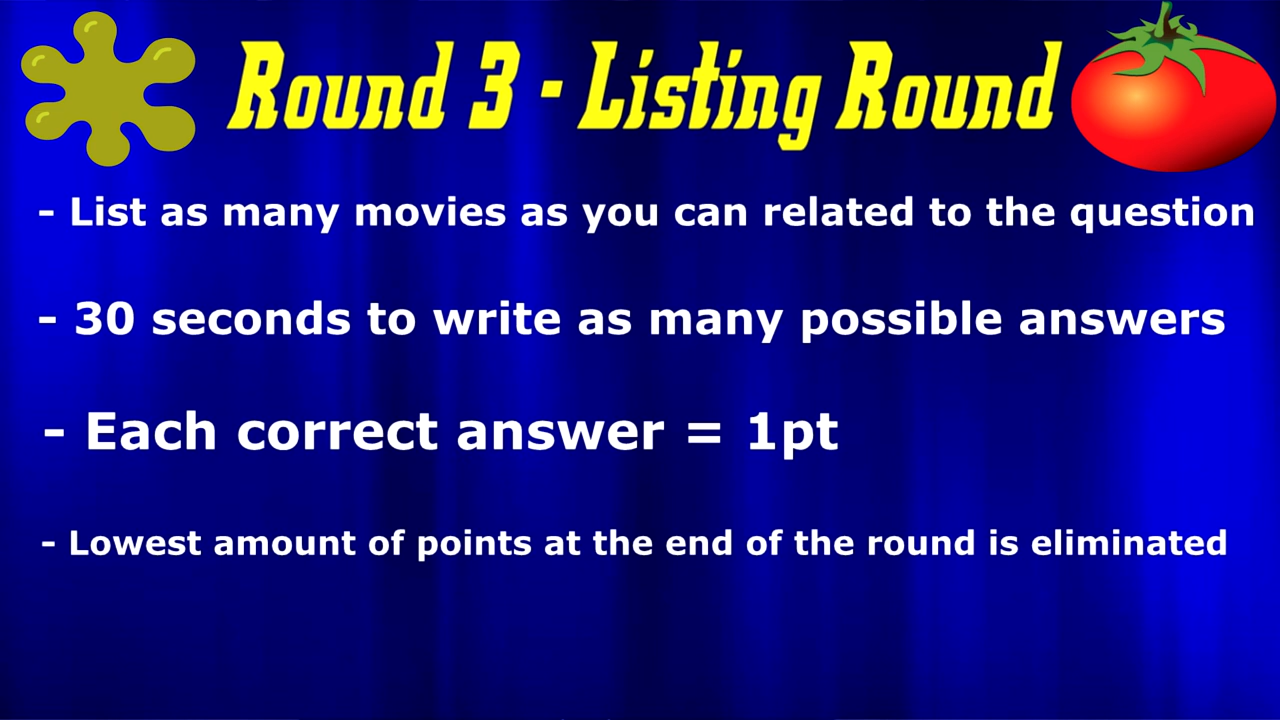 Round 3 - Listing Round
- List as many movies as you can related to the question
- 30 seconds to write as many possible answers
- Each correct answer = 1pt
- Lowest amount of points at the end of the round is eliminated